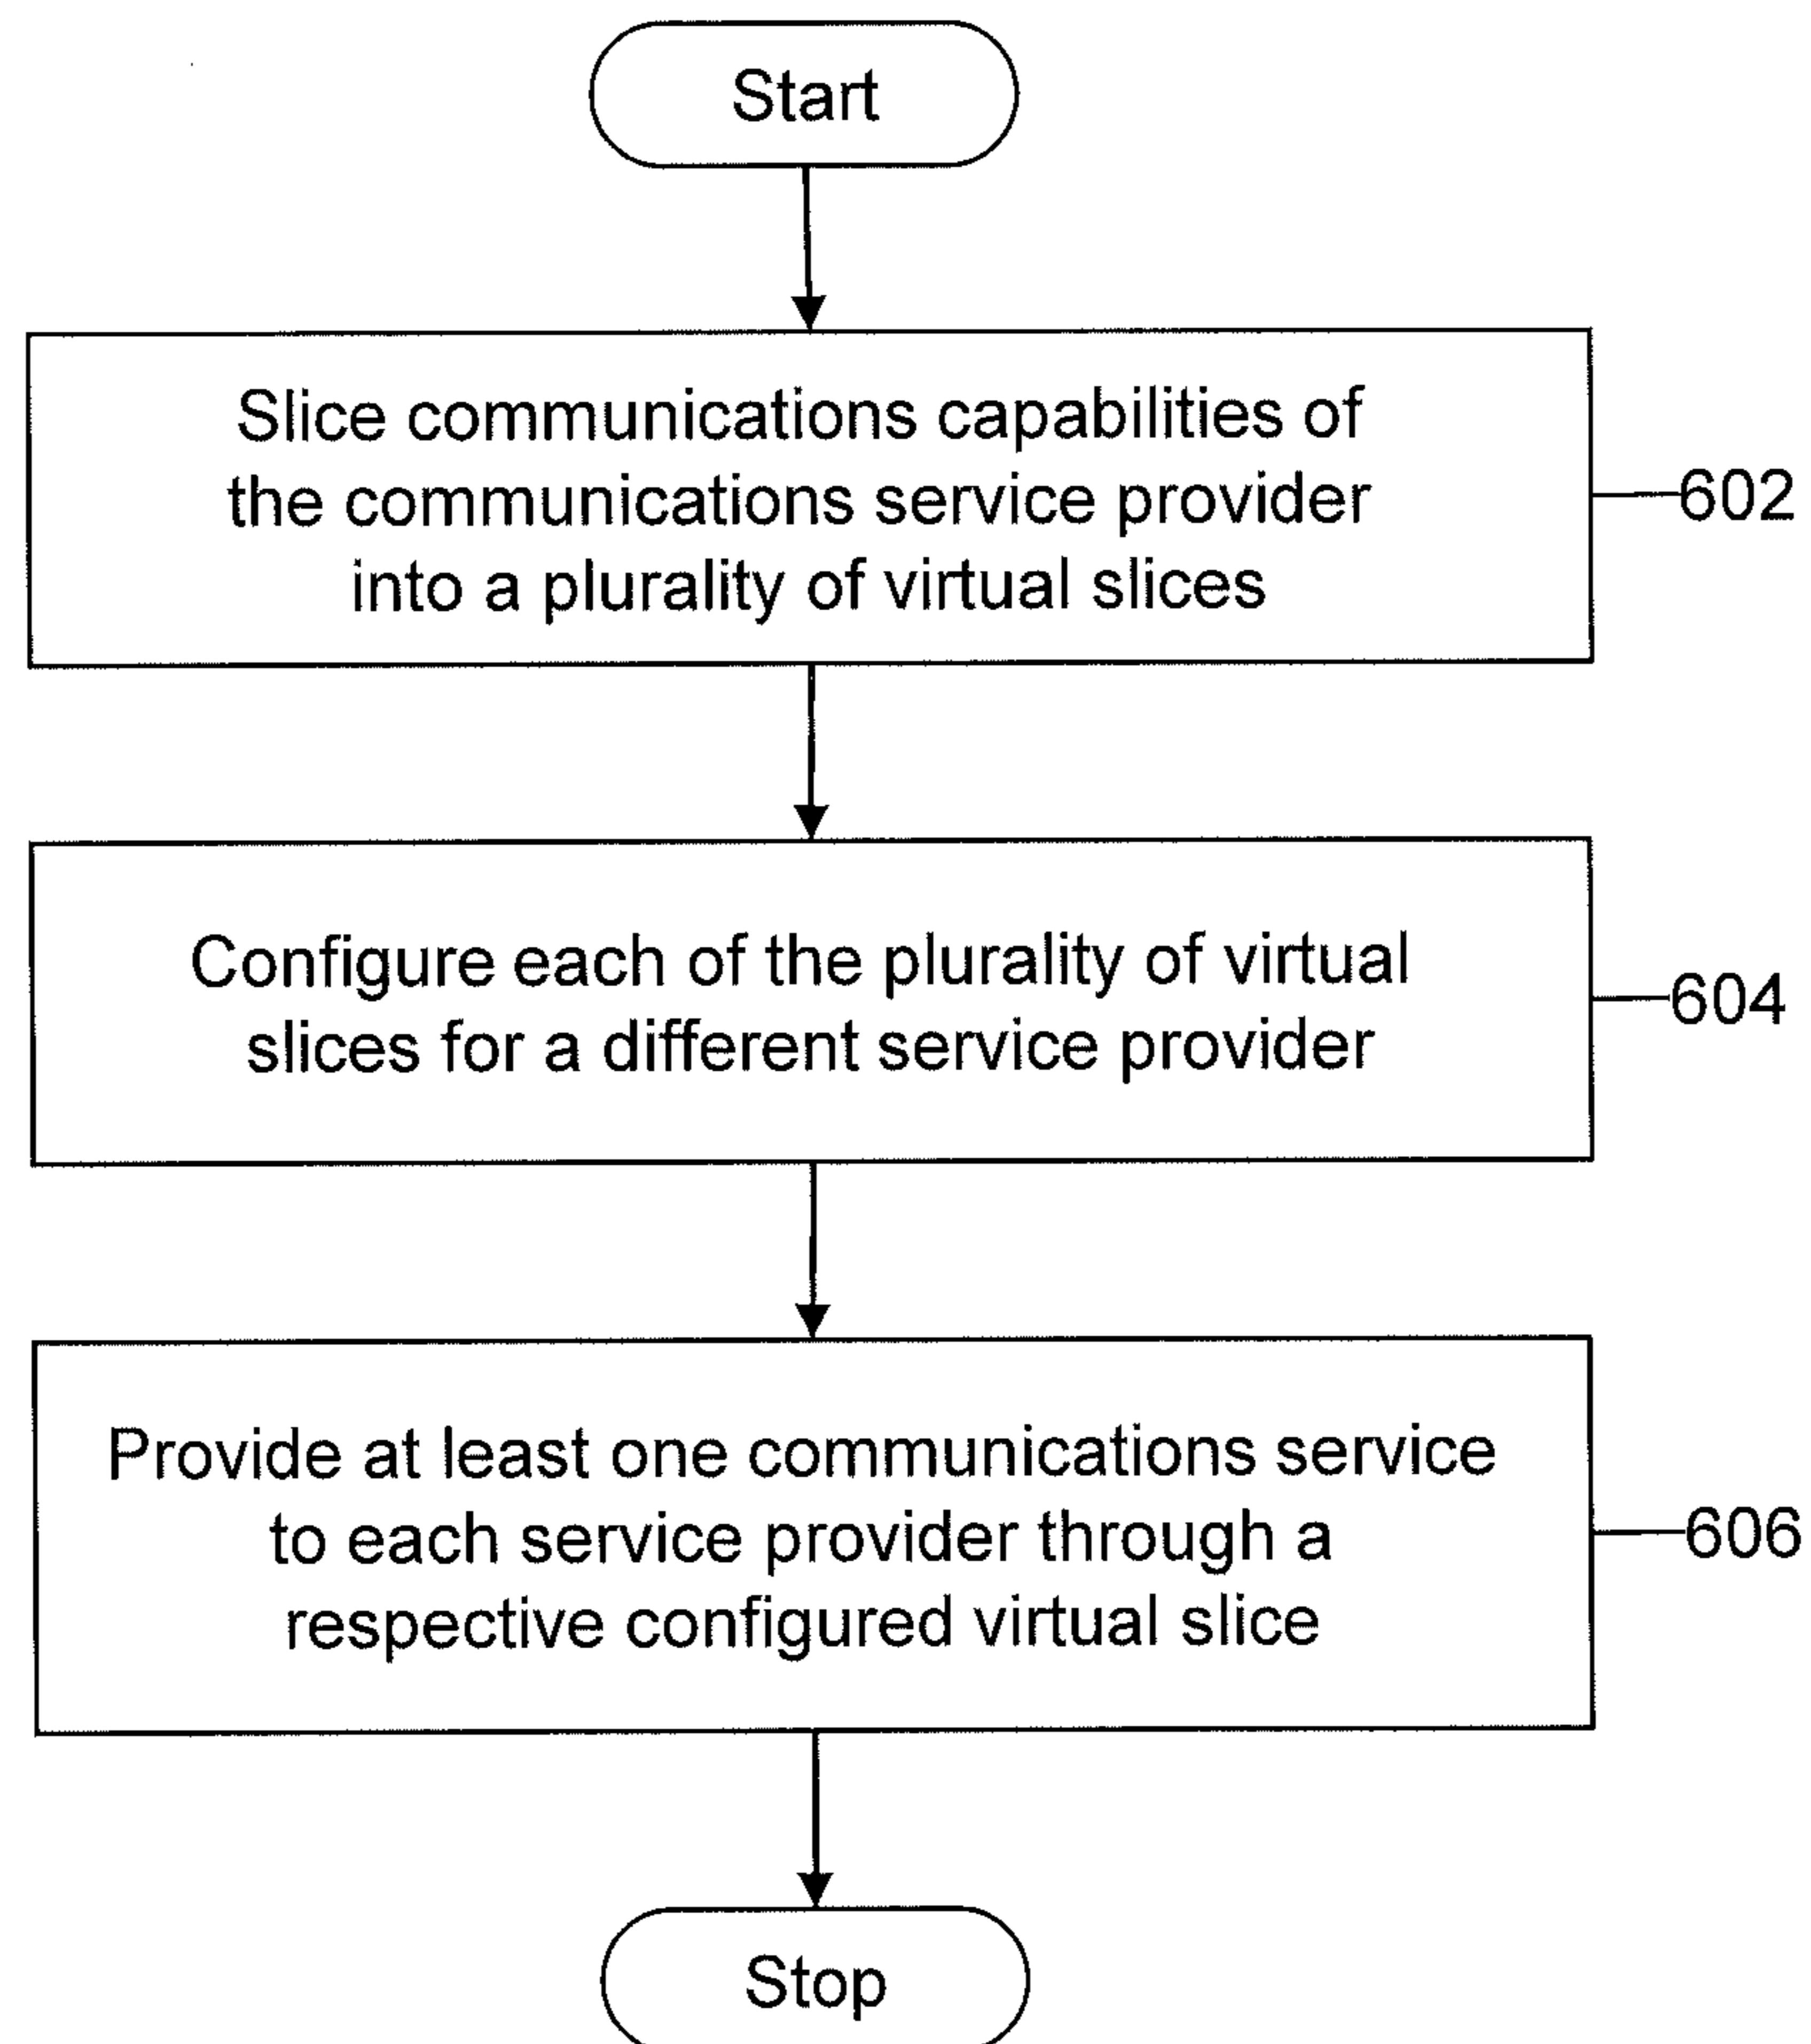 Start
Slice communications capabilities of
the communications service provider
into a plurality of virtual slices
602
Configure each of the plurality of virtual
slices for a different service provider
604
Provide at least one communications service
to each service provider through a
respective configured virtual slice
606
Stop